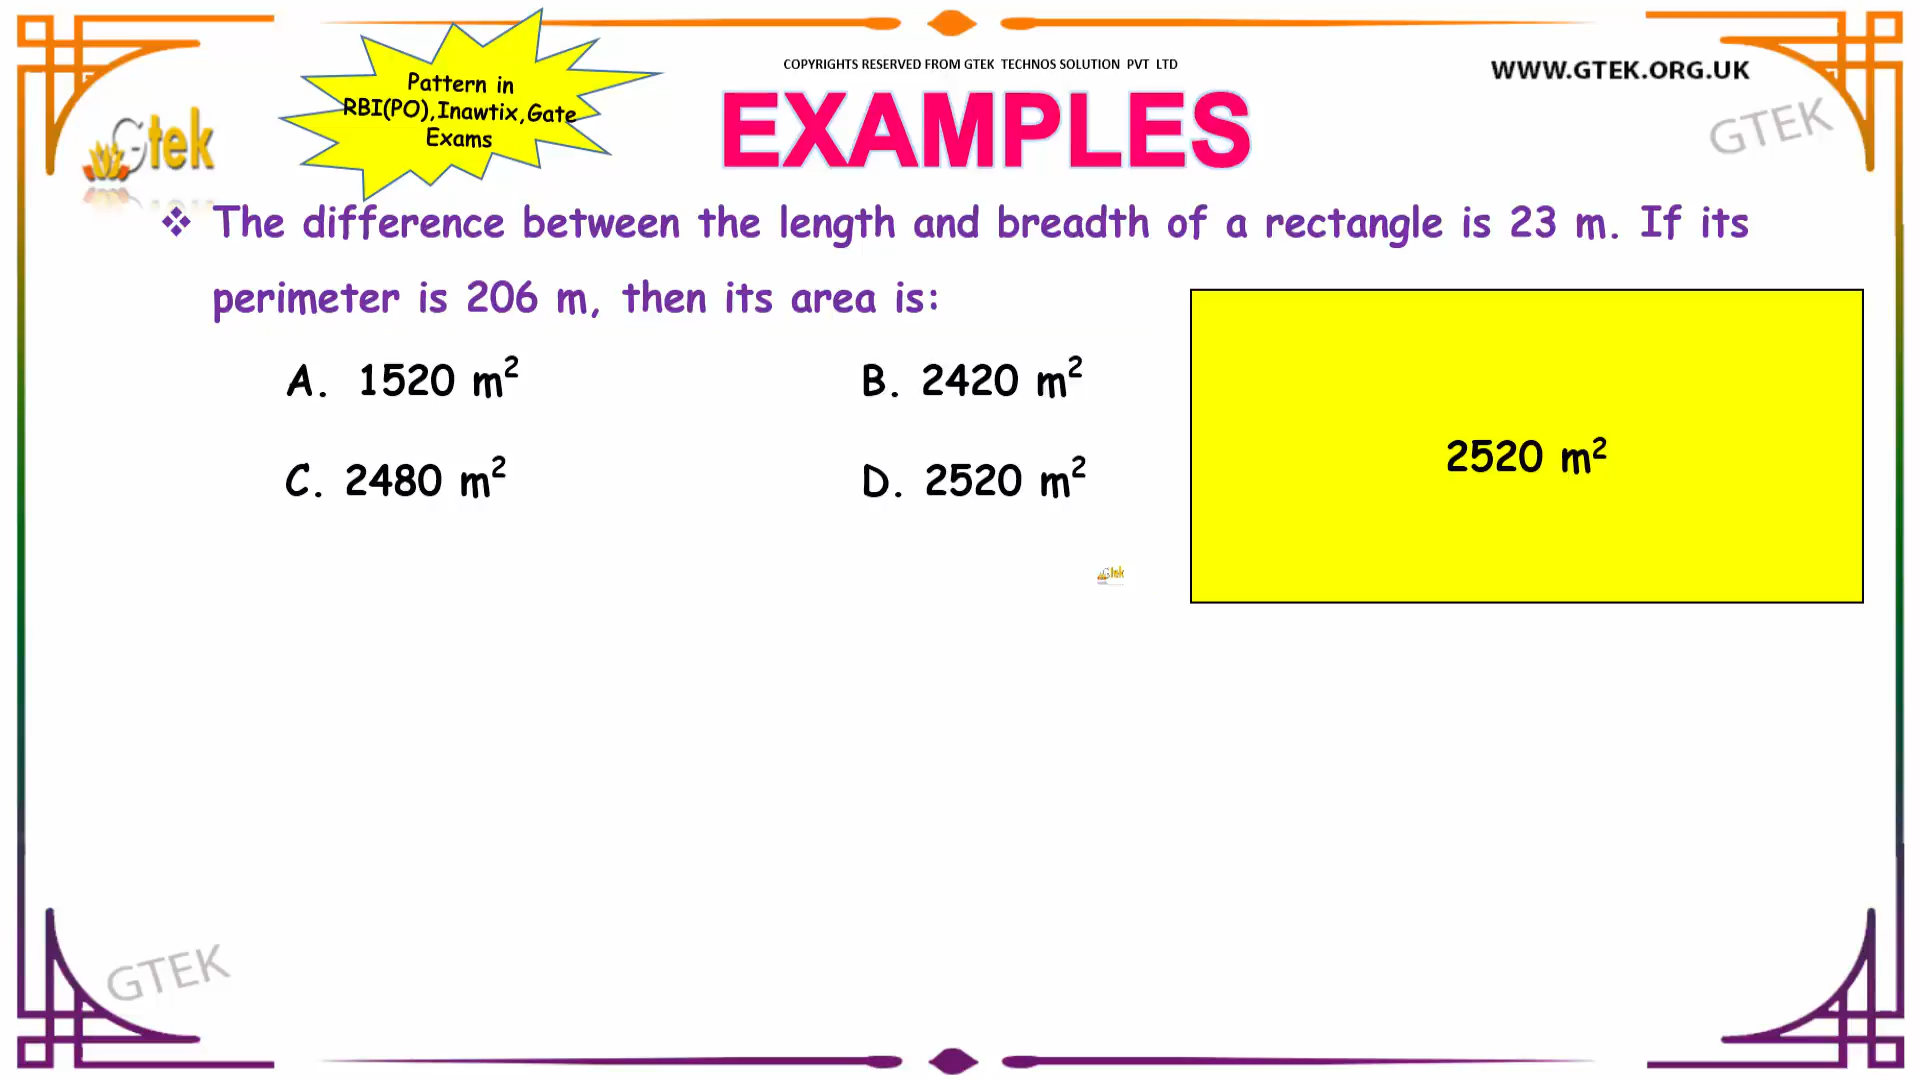 Pattern in
RBI(PO),Inawtix,Gate
Exams
COPYRIGHTS RESERVED FROM GTEK TECHNOS SOLUTION PVT LTD
WWW.GTEK.ORG.UK
Gtek
EXAMPLES
GTEK
❖ The difference between the length and breadth of a rectangle is 23 m. If its
perimeter is 206 m, then its area is:
A. 1520 m²
B. 2420 m²
C. 2480 m²
D. 2520 m²
2520 m²
Gtek
GTEK